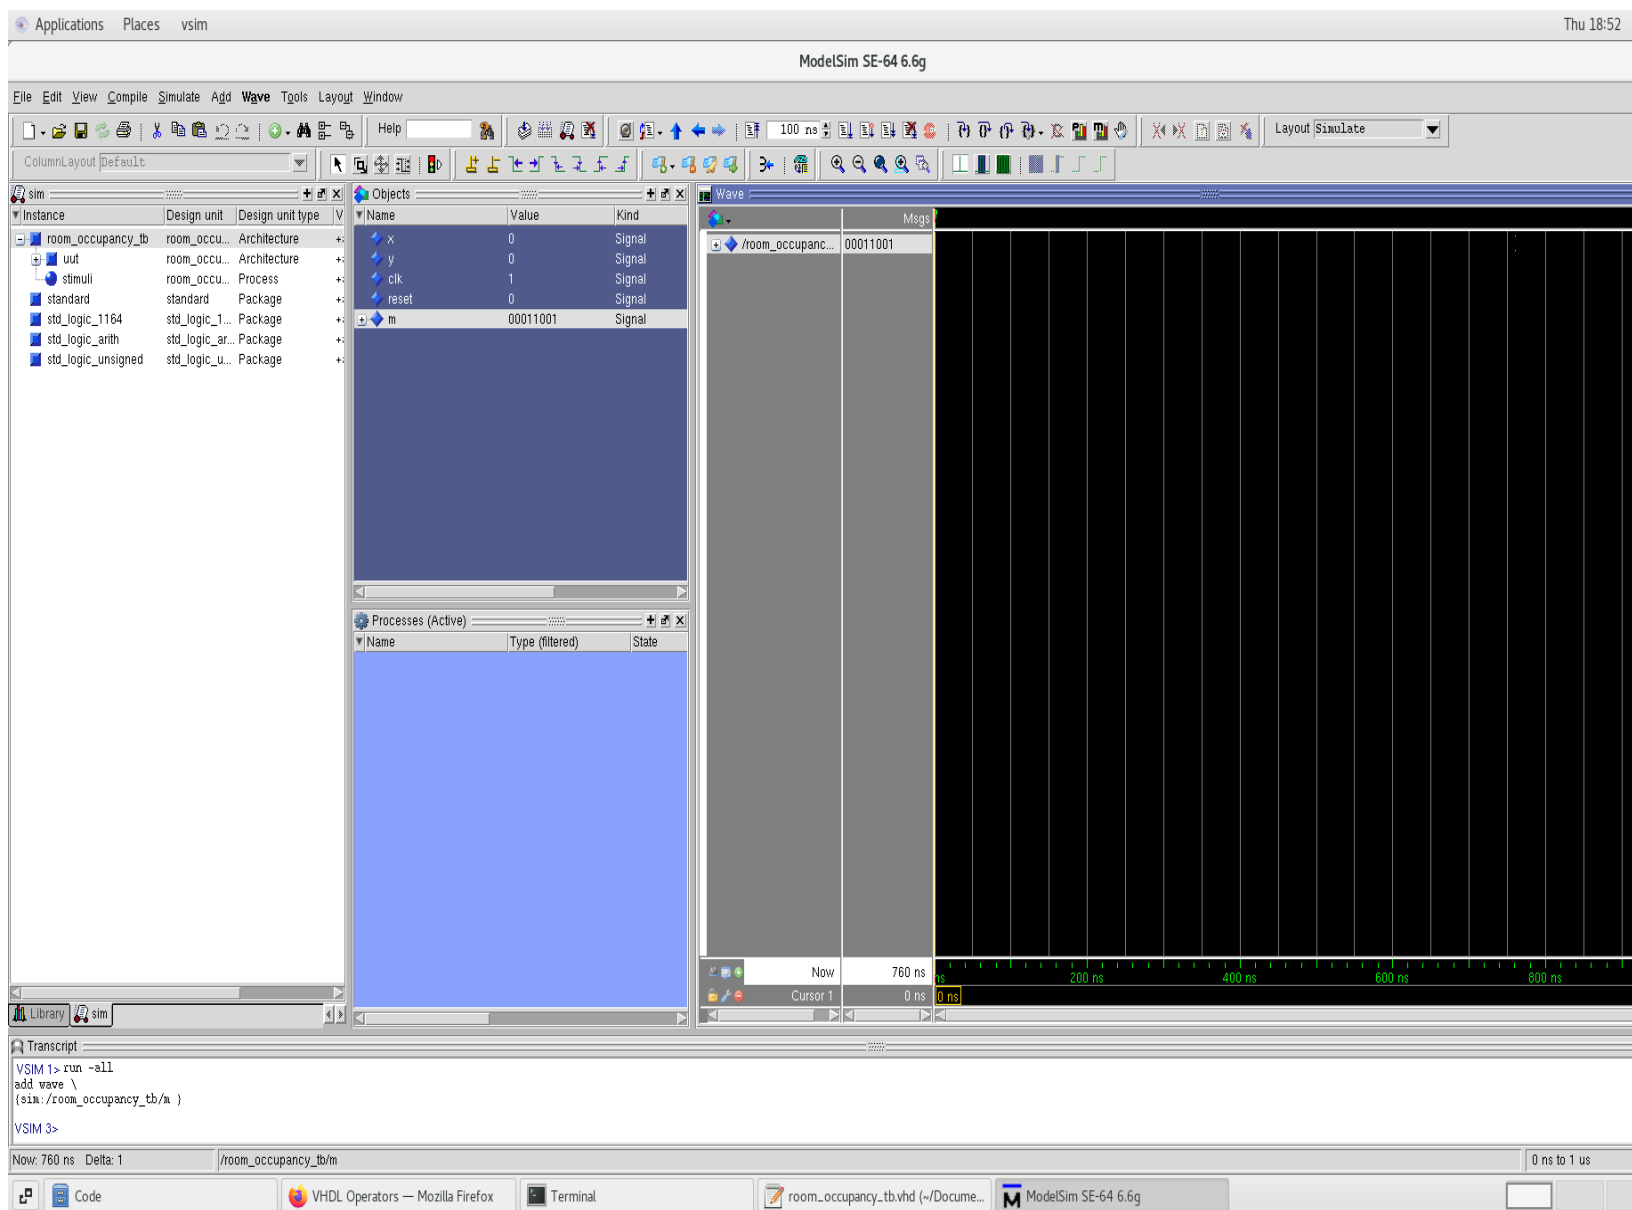 Applications Places vsim Thu 18:52
ModelSim SE-64 6.6g
File Edit View Compile Simulate Add Wave Tools Layout Window
Help 100 ns Layout Simulate
ColumnLayout Default
sim Objects Wave
Instance Design unit Design unit type V Name Value Kind Msgs
room_occupancy_tb room_occu... Architecture x 0 Signal /room_occupanc... 00011001
uut room_occu... Architecture y 0 Signal
stimuli room_occu... Process clk 1 Signal
standard standard Package reset 0 Signal
std_logic_1164 std_logic_1... Package m 00011001 Signal
std_logic_arith std_logic_ar... Package
std_logic_unsigned std_logic_u... Package
Processes (Active)
Name Type (filtered) State
Now 760 ns ns 200 ns 400 ns 600 ns 800 ns
Cursor 1 0 ns 0 ns
Library sim
Transcript
VSIM 1> run -all
add wave \
{sim:/room_occupancy_tb/m }
VSIM 3>
Now: 760 ns Delta: 1 /room_occupancy_tb/m 0 ns to 1 us
Code VHDL Operators — Mozilla Firefox Terminal room_occupancy_tb.vhd (~/Docume... ModelSim SE-64 6.6g